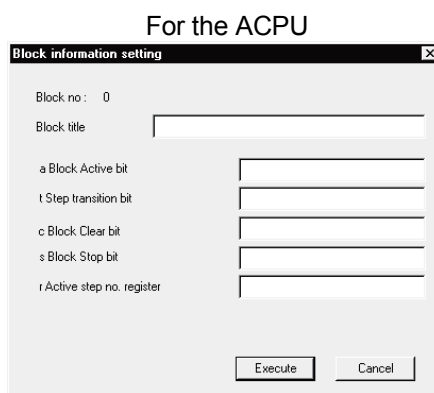 For the ACPU
Block information setting
Block no : 0
Block title
a Block Active bit
t Step transition bit
c Block Clear bit
s Block Stop bit
r Active step no. register
Execute Cancel